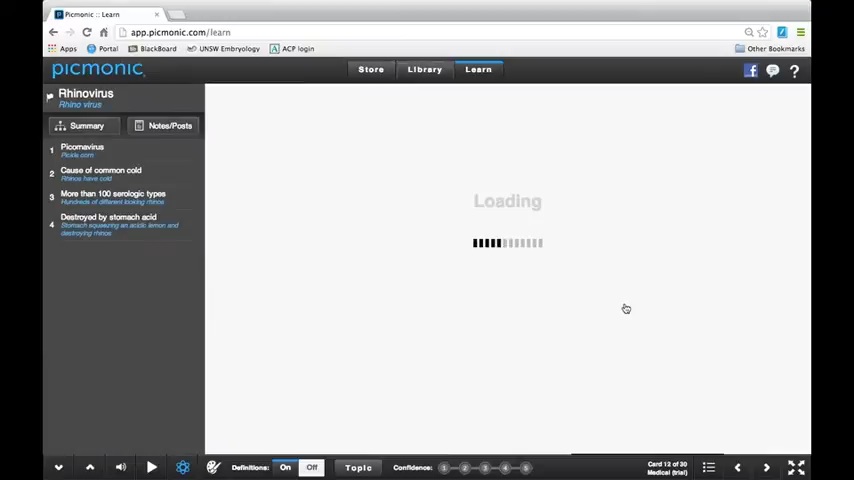 Picmonic :: Learn
app.picmonic.com/learn
Apps Portal BlackBoard UNSW Embryology ACP login Other Bookmarks
picmonic
Store Library Learn
Rhinovirus
Rhino virus
Summary Notes/Posts
1 Picornavirus
Pickle corn
2 Cause of common cold
Rhinos have cold
3 More than 100 serologic types
Hundreds of different looking rhinos
4 Destroyed by stomach acid
Stomach squeezing an acidic lemon and
destroying rhinos
Loading
Definitions: On Off Topic Confidence: 1 2 3 4 5
Card 12 of 30
Medical (trial)